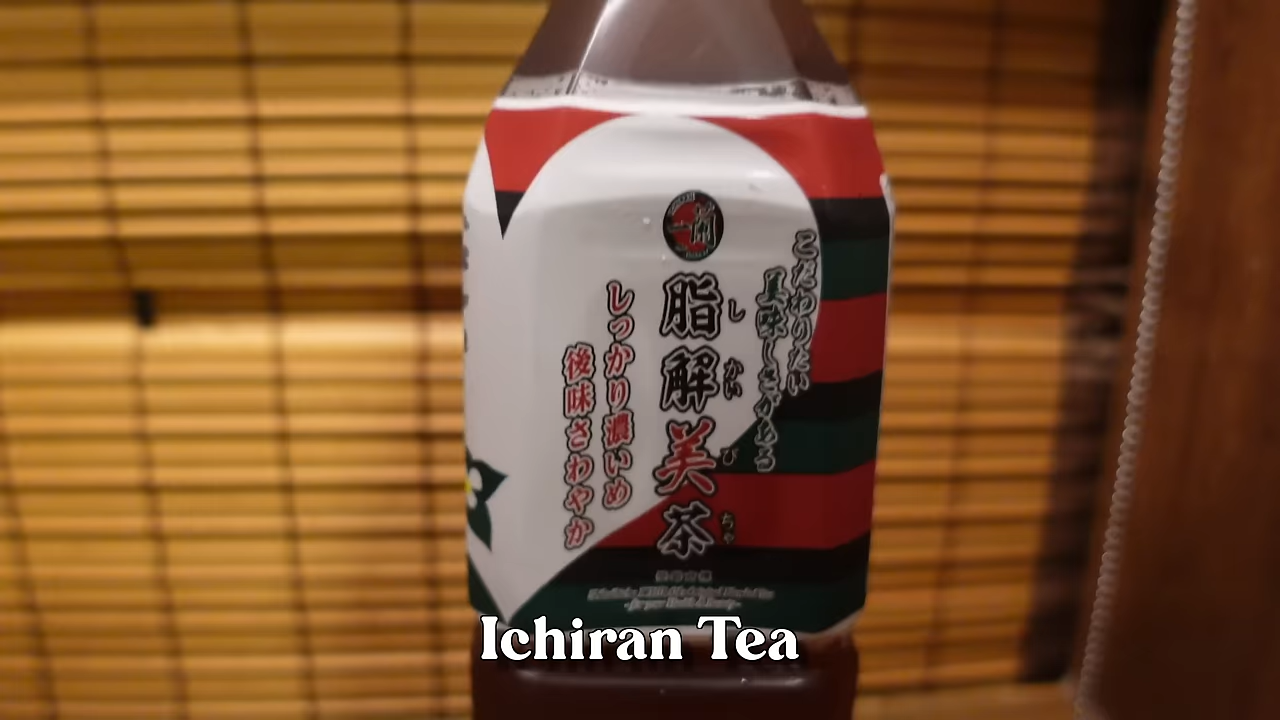 一蘭
こだわりたい
美味しさがある
脂解美茶
しかいびちゃ
しっかり濃いめ
後味さわやか
Ichiran Tea